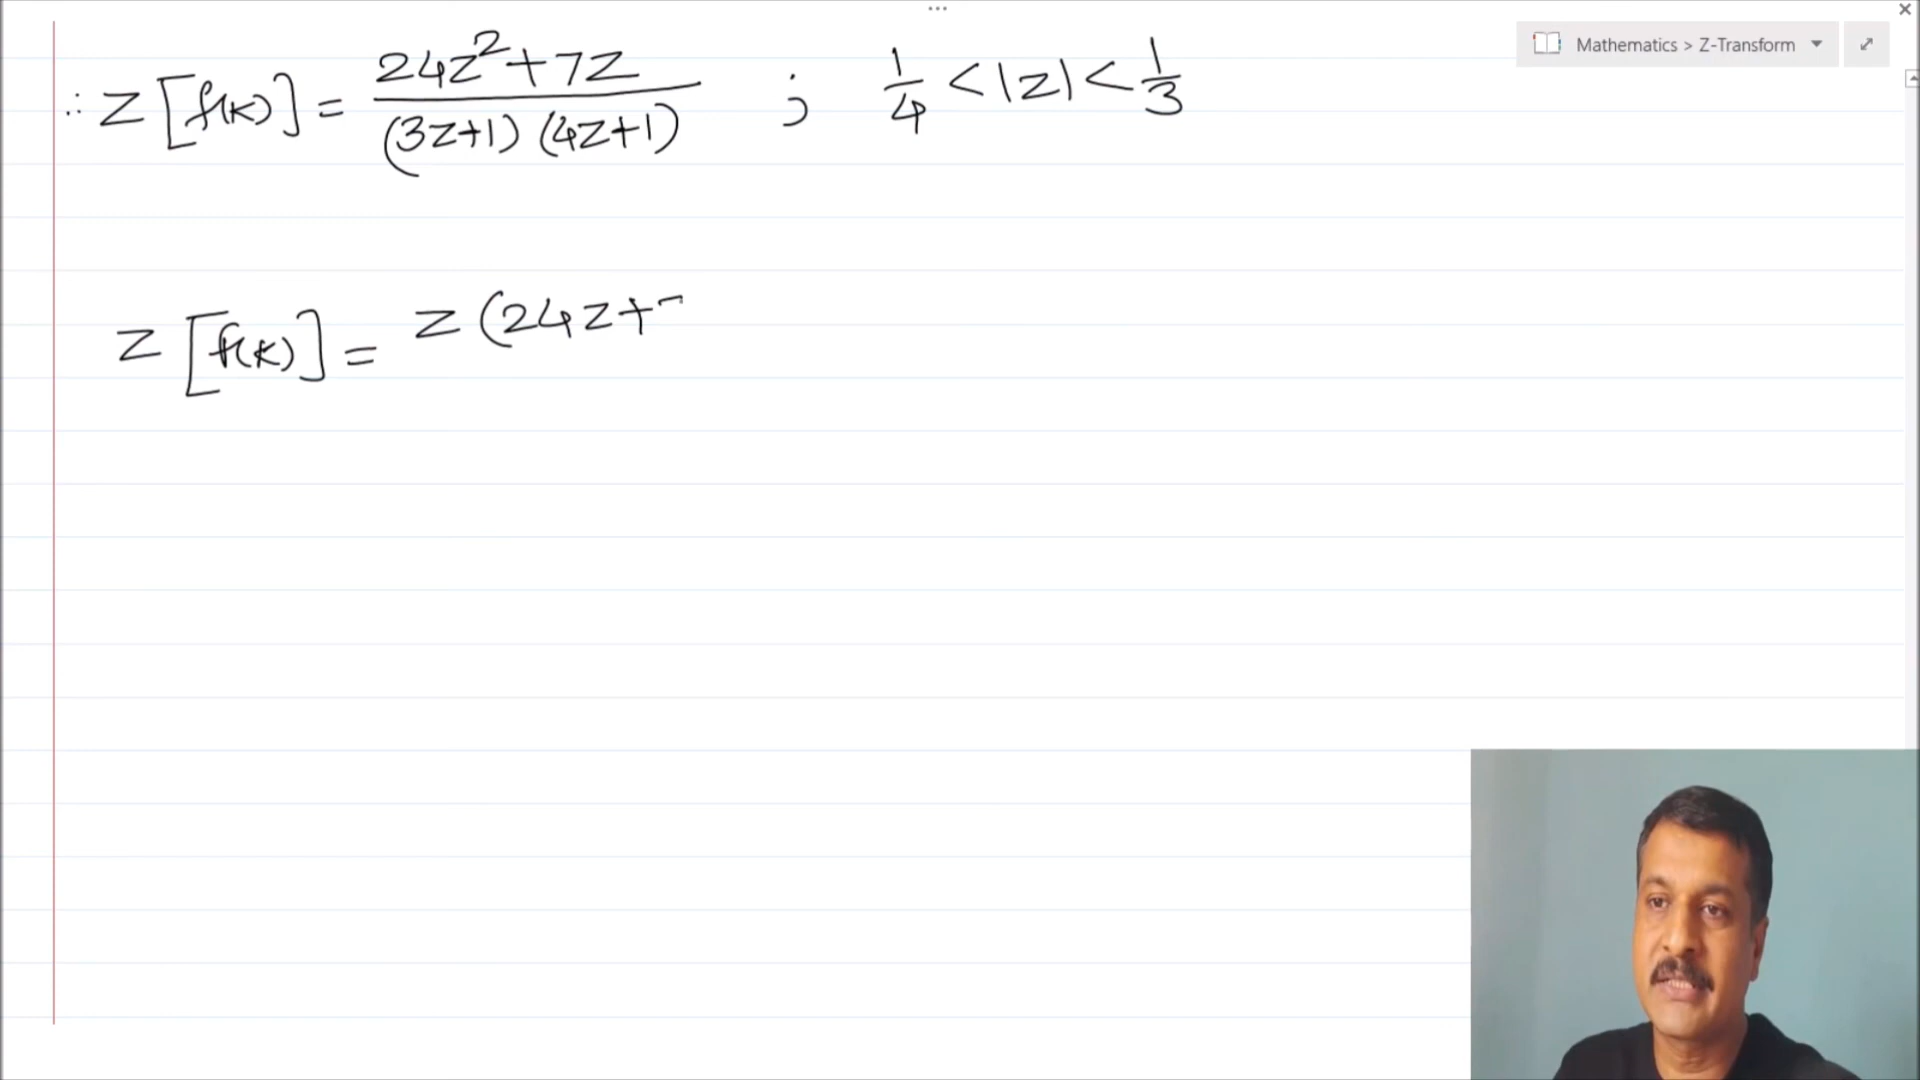 Mathematics > Z-Transform
∴ Z [f(k)] = (24z² + 7z) / ((3z+1) (4z+1)) ; 1/4 < |z| < 1/3
Z [f(k)] = z (24z +